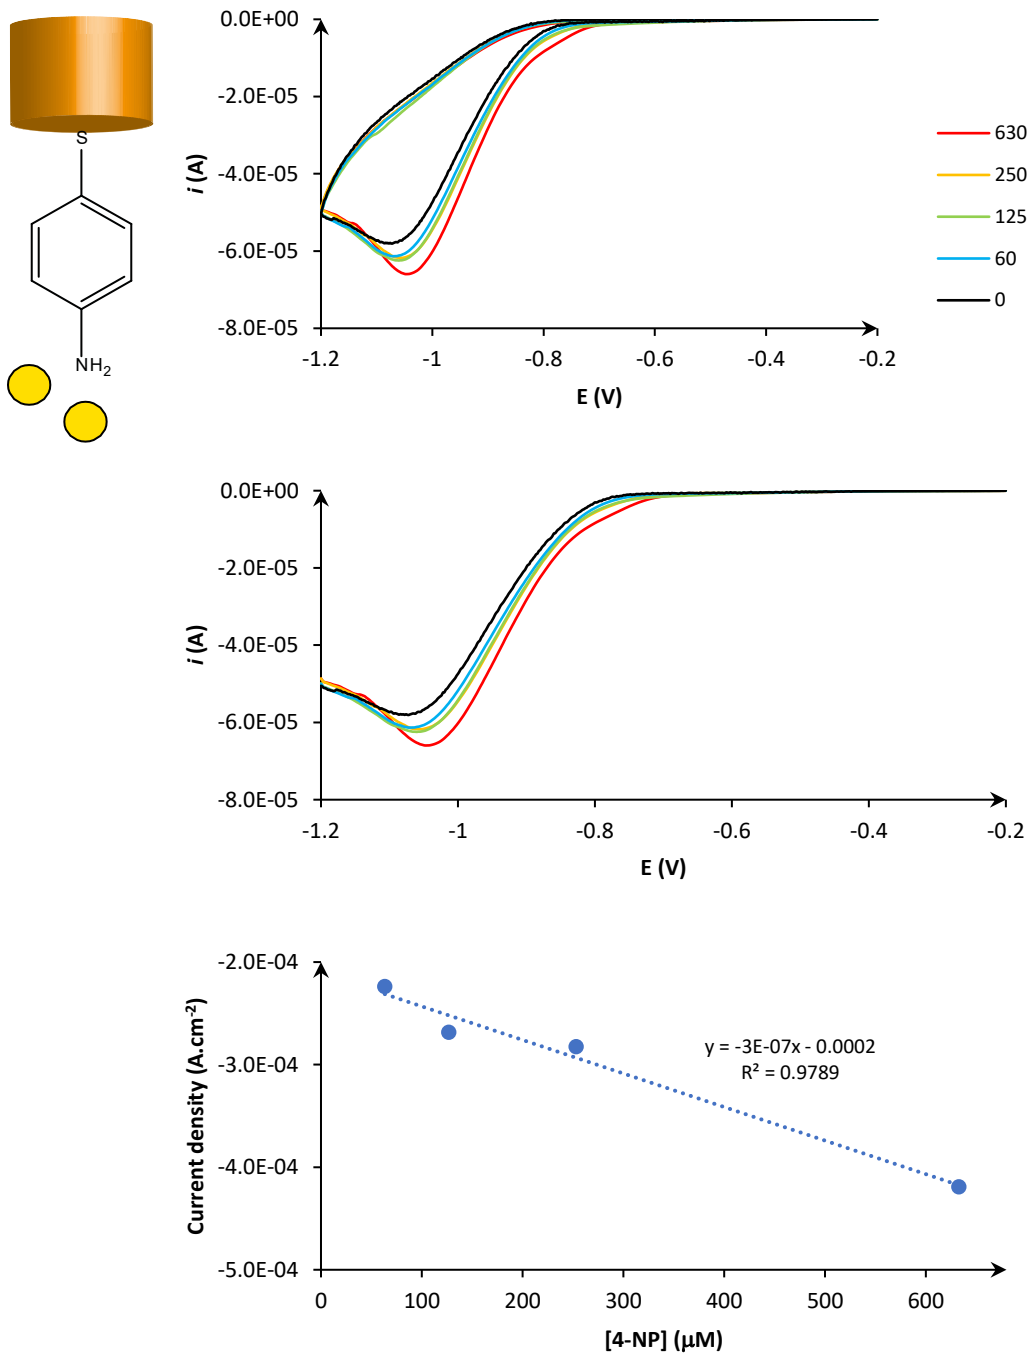 S
NH2
0.0E+00
-2.0E-05
-4.0E-05
-6.0E-05
-8.0E-05
i (A)
-1.2 -1 -0.8 -0.6 -0.4 -0.2
E (V)
630
250
125
60
0
0.0E+00
-2.0E-05
-4.0E-05
-6.0E-05
-8.0E-05
i (A)
-1.2 -1 -0.8 -0.6 -0.4 -0.2
E (V)
-2.0E-04
-3.0E-04
-4.0E-04
-5.0E-04
Current density (A.cm-2)
y = -3E-07x - 0.0002
R² = 0.9789
0 100 200 300 400 500 600
[4-NP] (μM)